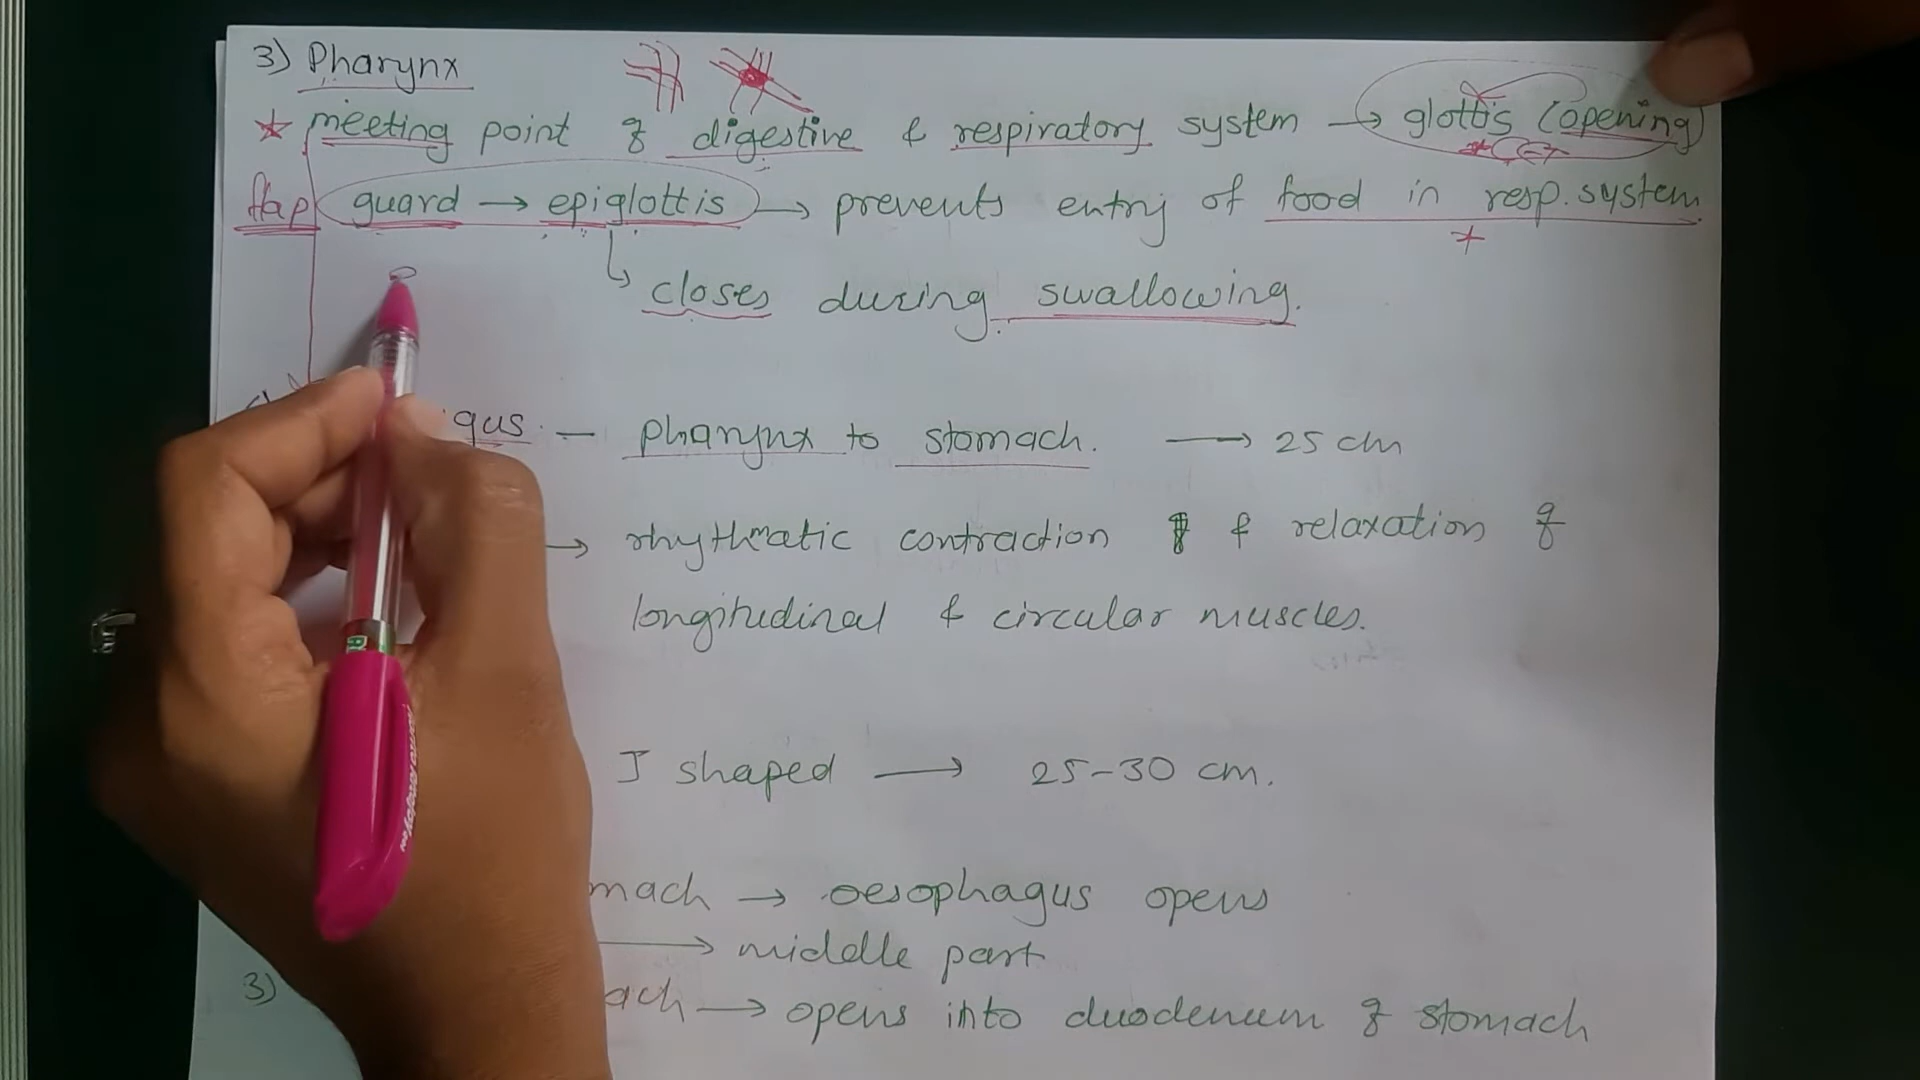 3) Pharynx
meeting point of digestive & respiratory system → glottis (opening)
flap guard → epiglottis → prevents entry of food in resp. system
closes during swallowing.
gus - pharynx to stomach. → 25 cm
→ rhythmatic contraction & relaxation of
longitudinal & circular muscles.
J shaped → 25-30 cm.
mach → oesophagus opens
→ middle part
3) ach → opens into duodenum of stomach